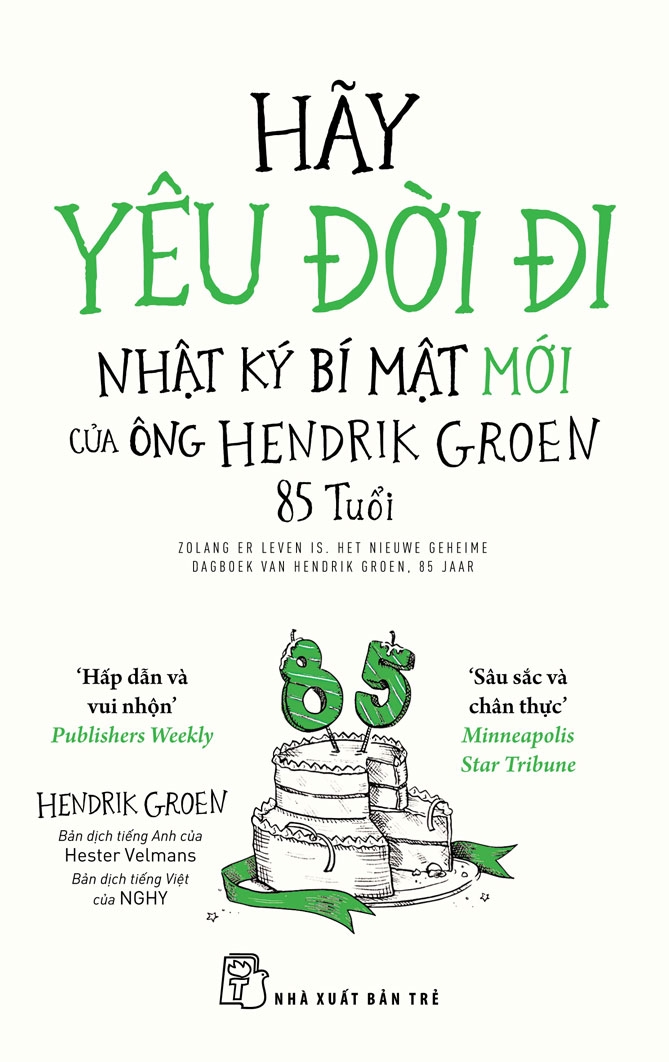 HÃY
YÊU ĐỜI ĐI
NHẬT KÝ BÍ MẬT MỚI
CỦA ÔNG HENDRIK GROEN
85 TUổI
ZOLANG ER LEVEN IS. HET NIEUWE GEHEIME
DAGBOEK VAN HENDRIK GROEN, 85 JAAR
85
‘Hấp dẫn và
vui nhộn’
Publishers Weekly
‘Sâu sắc và
chân thực’
Minneapolis
Star Tribune
HENDRIK GROEN
Bản dịch tiếng Anh của
Hester Velmans
Bản dịch tiếng Việt
của NGHY
T
NHÀ XUẤT BẢN TRẺ